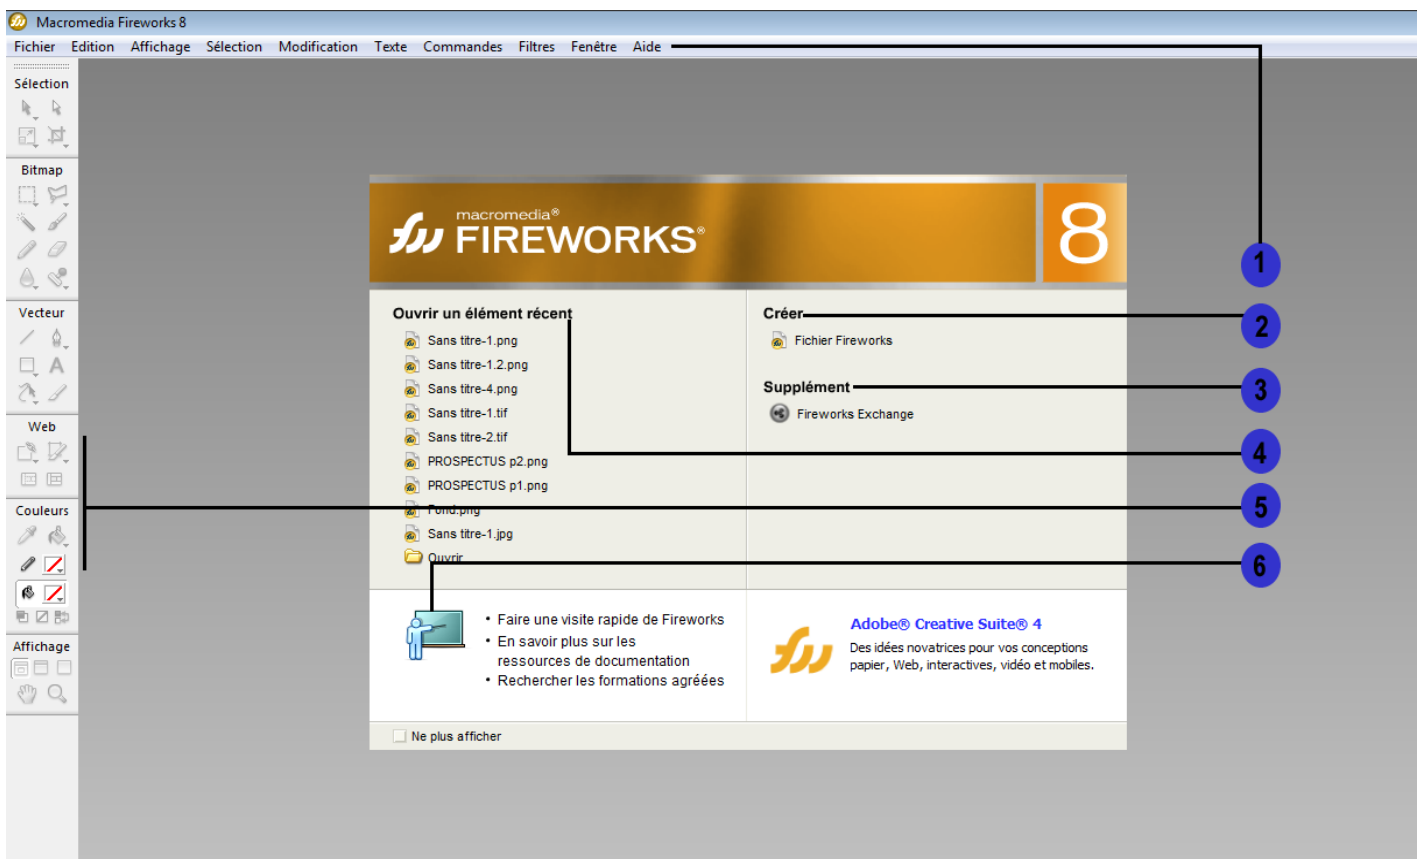 Macromedia Fireworks 8
Fichier Edition Affichage Sélection Modification Texte Commandes Filtres Fenêtre Aide
Sélection
Bitmap
Vecteur
Web
Couleurs
Affichage
macromedia®
FIREWORKS®
8
Ouvrir un élément récent
Sans titre-1.png
Sans titre-1.2.png
Sans titre-4.png
Sans titre-1.tif
Sans titre-2.tif
PROSPECTUS p2.png
PROSPECTUS p1.png
Fond.png
Sans titre-1.jpg
Ouvrir
Créer
Fichier Fireworks
Supplément
Fireworks Exchange
• Faire une visite rapide de Fireworks
• En savoir plus sur les
ressources de documentation
• Rechercher les formations agréées
Adobe® Creative Suite® 4
Des idées novatrices pour vos conceptions
papier, Web, interactives, vidéo et mobiles.
Ne plus afficher
1
2
3
4
5
6